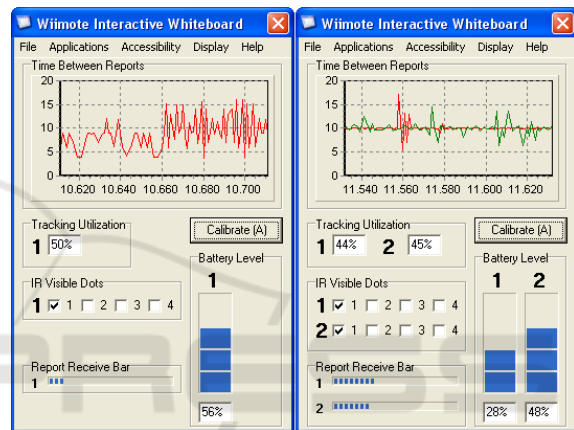 Wiimote Interactive Whiteboard
File Applications Accessibility Display Help
Time Between Reports
20
15
10
5
0
10.620 10.640 10.660 10.680 10.700
Tracking Utilization
1 50%
Calibrate (A)
Battery Level
1
IR Visible Dots
1 1 2 3 4
Report Receive Bar
1
56%
Wiimote Interactive Whiteboard
File Applications Accessibility Display Help
Time Between Reports
20
15
10
5
0
11.540 11.560 11.580 11.600 11.620
Tracking Utilization
1 44% 2 45%
Calibrate (A)
Battery Level
1 2
IR Visible Dots
1 1 2 3 4
2 1 2 3 4
Report Receive Bar
1
2
28% 48%